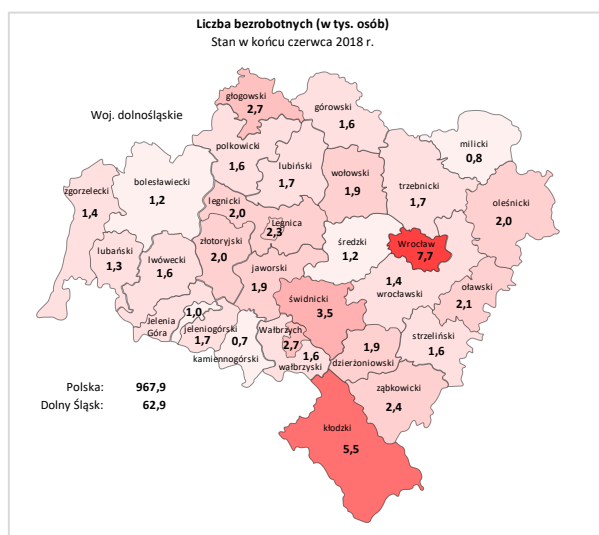 Liczba bezrobotnych (w tys. osób)
Stan w końcu czerwca 2018 r.
Woj. dolnośląskie
głogowski
2,7
górowski
1,6
milicki
0,8
polkowicki
1,6
lubiński
1,7
wołowski
1,9
trzebnicki
1,7
oleśnicki
2,0
zgorzelecki
1,4
bolesławiecki
1,2
legnicki
2,0
Legnica
2,3
złotoryjski
2,0
średzki
1,2
Wrocław
7,7
lubański
1,3
lwówecki
1,6
jaworski
1,9
1,4
wrocławski
oławski
2,1
świdnicki
3,5
Jelenia
Góra
1,0
jeleniogórski
1,7
kamiennogórski
0,7
Wałbrzych
2,7
1,6
wałbrzyski
1,9
dzierżoniowski
strzeliński
1,6
ząbkowicki
2,4
kłodzki
5,5
Polska: 967,9
Dolny Śląsk: 62,9